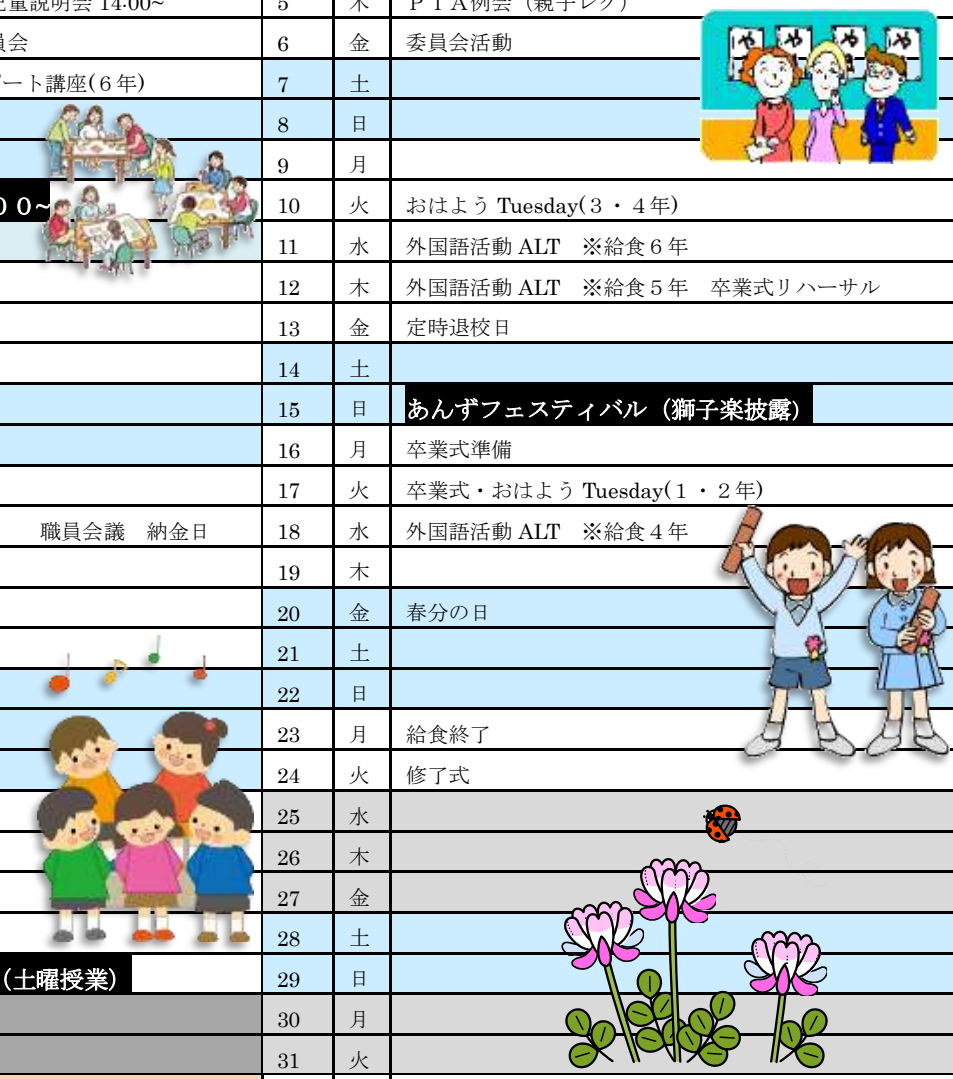 児童説明会 14:00~ 5 木 ＰＴＡ例会（親子レク）
員会 6 金 委員会活動
ート講座(６年) 7 土
8 日
9 月
００~ 10 火 おはよう Tuesday(３・４年)
11 水 外国語活動 ALT ※給食６年
12 木 外国語活動 ALT ※給食５年 卒業式リハーサル
13 金 定時退校日
14 土
15 日 あんずフェスティバル（獅子楽披露）
16 月 卒業式準備
17 火 卒業式・おはよう Tuesday(１・２年)
職員会議 納金日 18 水 外国語活動 ALT ※給食４年
19 木
20 金 春分の日
21 土
22 日
23 月 給食終了
24 火 修了式
25 水
26 木
27 金
28 土
（土曜授業） 29 日
30 月
31 火
や や や や